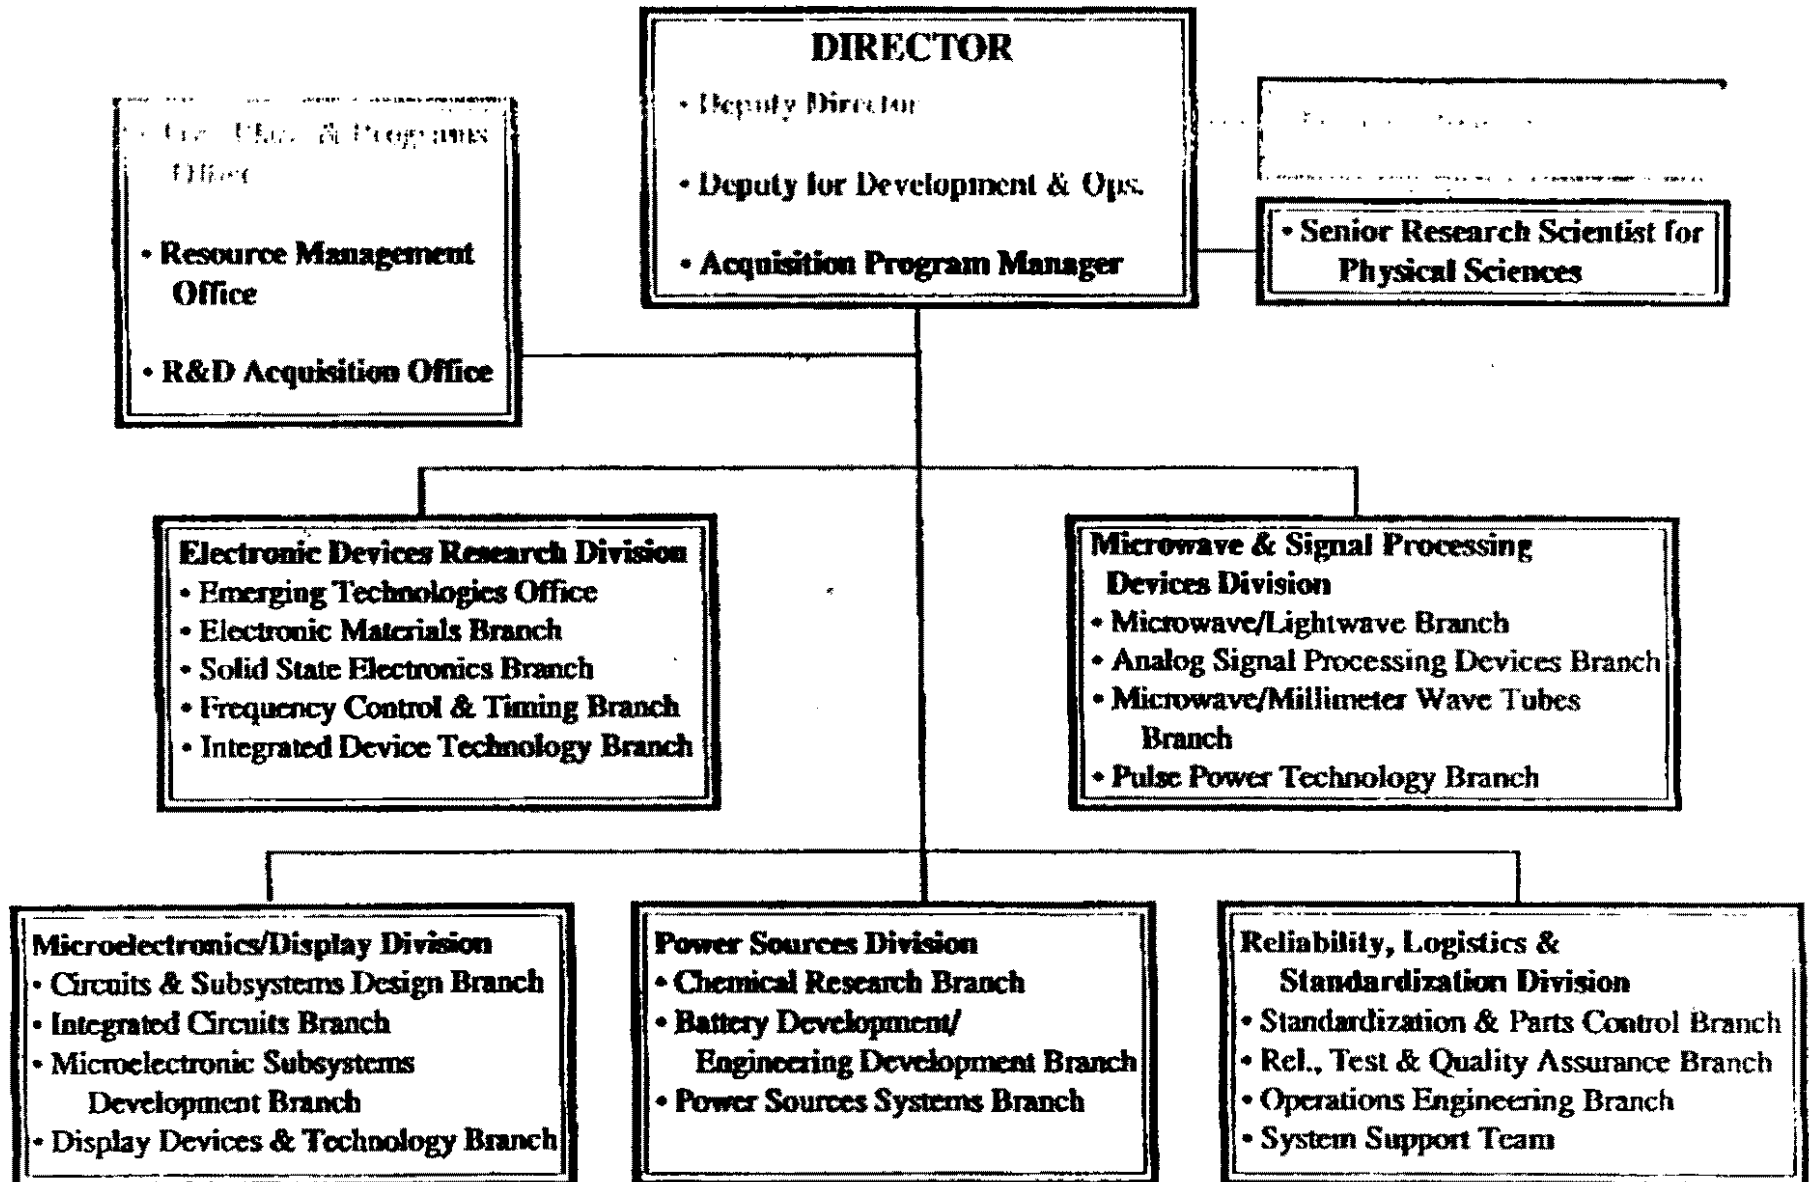 DIRECTOR
• Deputy Director
• Deputy for Development & Ops.
• Acquisition Program Manager
& Programs
Office
• Resource Management
Office
• R&D Acquisition Office
• Senior Research Scientist for
Physical Sciences
Electronic Devices Research Division
• Emerging Technologies Office
• Electronic Materials Branch
• Solid State Electronics Branch
• Frequency Control & Timing Branch
• Integrated Device Technology Branch
Microwave & Signal Processing
Devices Division
• Microwave/Lightwave Branch
• Analog Signal Processing Devices Branch
• Microwave/Millimeter Wave Tubes
Branch
• Pulse Power Technology Branch
Microelectronics/Display Division
• Circuits & Subsystems Design Branch
• Integrated Circuits Branch
• Microelectronic Subsystems
Development Branch
• Display Devices & Technology Branch
Power Sources Division
• Chemical Research Branch
• Battery Development/
Engineering Development Branch
• Power Sources Systems Branch
Reliability, Logistics &
Standardization Division
• Standardization & Parts Control Branch
• Rel., Test & Quality Assurance Branch
• Operations Engineering Branch
• System Support Team